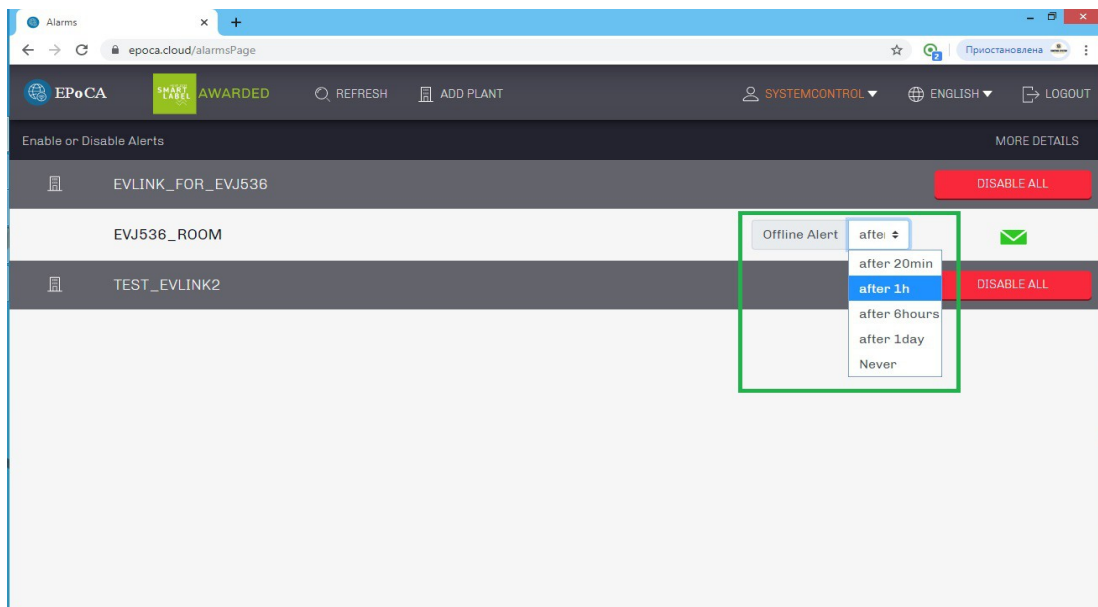 Alarms
epoca.cloud/alarmsPage
2
Приостановлена
EPoCA
SMART LABEL
AWARDED
REFRESH
ADD PLANT
SYSTEMCONTROL
ENGLISH
LOGOUT
Enable or Disable Alerts
MORE DETAILS
EVLINK_FOR_EVJ536
DISABLE ALL
EVJ536_ROOM
Offline Alert
after 20min
after 1h
after 6hours
after 1day
Never
TEST_EVLINK2
DISABLE ALL